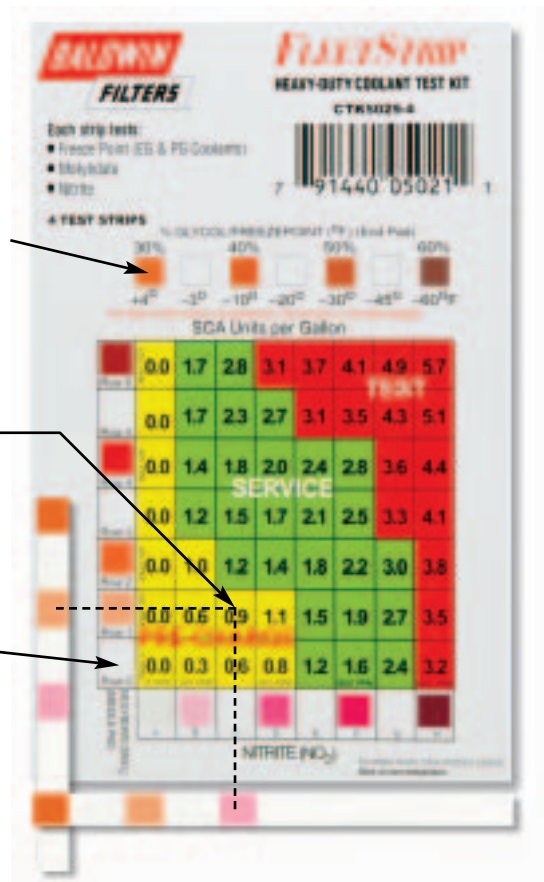 BALDWIN
FILTERS
FLEETSTRIP
HEAVY-DUTY COOLANT TEST KIT
CTK5025-4
Each strip tests:
Freeze Point (EG & PG Coolants)
Molybdate
Nitrite
7 91440 05021 1
4 TEST STRIPS
% GLYCOL/FREEZEPOINT (°F) (End Pad)
30% 40% 50% 60%
+4° -3° -10° -20° -30° -45° -60°F
SCA Units per Gallon
0.0 1.7 2.8 3.1 3.7 4.1 4.9 5.7
0.0 1.7 2.3 2.7 3.1 3.5 4.3 5.1
0.0 1.4 1.8 2.0 2.4 2.8 3.6 4.4
SERVICE
0.0 1.2 1.5 1.7 2.1 2.5 3.3 4.1
0.0 1.0 1.2 1.4 1.8 2.2 3.0 3.8
0.0 0.6 0.9 1.1 1.5 1.9 2.7 3.5
0.0 0.3 0.6 0.8 1.2 1.6 2.4 3.2
NITRITE (NO2)